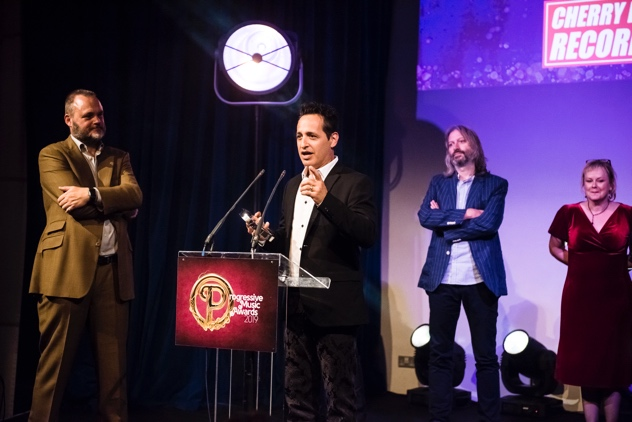 CHERRY
RECOR
P
Progressive
Music
Awards
2019